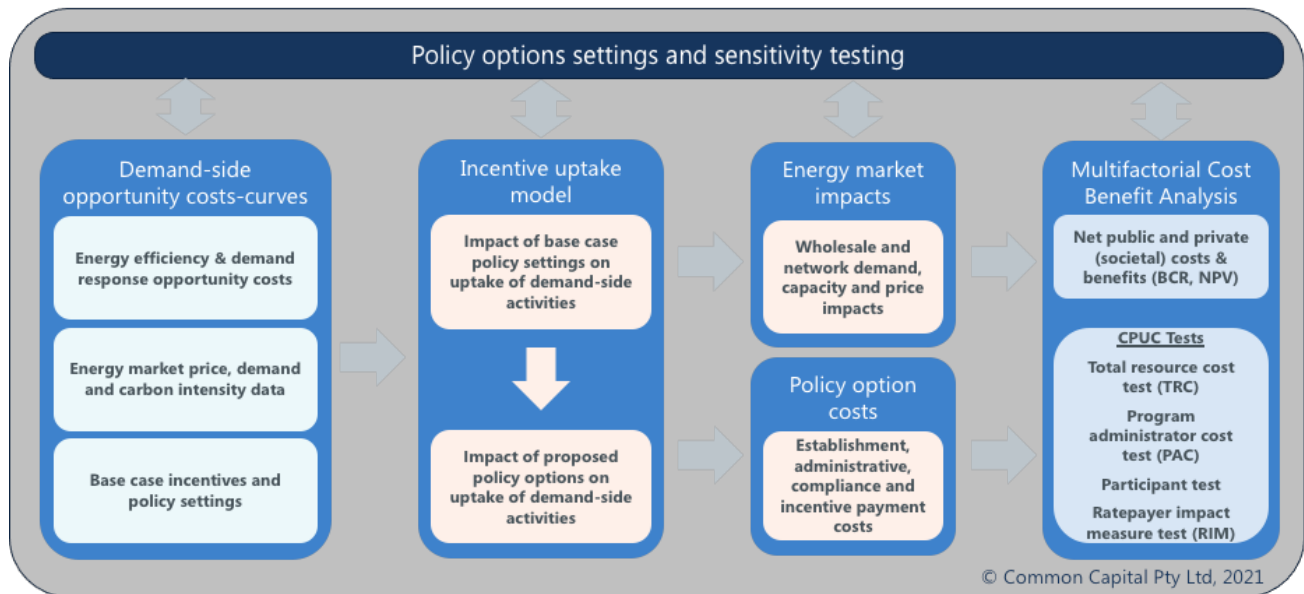 Policy options settings and sensitivity testing
Demand-side
opportunity costs-curves
Energy efficiency & demand
response opportunity costs
Energy market price, demand
and carbon intensity data
Base case incentives and
policy settings
Incentive uptake
model
Impact of base case
policy settings on
uptake of demand-side
activities
Impact of proposed
policy options on
uptake of demand-side
activities
Energy market
impacts
Wholesale and
network demand,
capacity and price
impacts
Policy option
costs
Establishment,
administrative,
compliance and
incentive payment
costs
Multifactorial Cost
Benefit Analysis
Net public and private
(societal) costs &
benefits (BCR, NPV)
CPUC Tests
Total resource cost
test (TRC)
Program
administrator cost
test (PAC)
Participant test
Ratepayer impact
measure test (RIM)
© Common Capital Pty Ltd, 2021